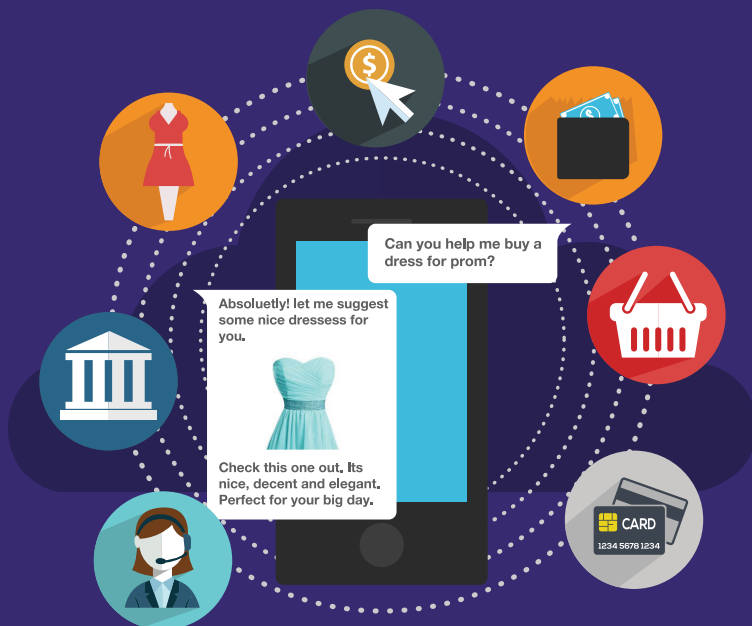 $
$
Can you help me buy a
dress for prom?
Absoluetly! let me suggest
some nice dressess for
you.
Check this one out. Its
nice, decent and elegant.
Perfect for your big day.
CARD
1234 5678 1234